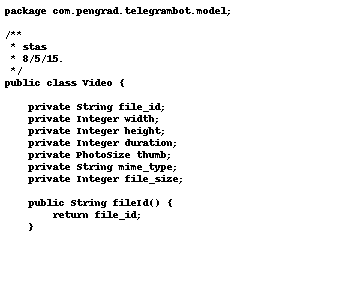 package com.pengrad.telegrambot.model;

/**
 * stas
 * 8/5/15.
 */
public class Video {

    private String file_id;
    private Integer width;
    private Integer height;
    private Integer duration;
    private PhotoSize thumb;
    private String mime_type;
    private Integer file_size;

    public String fileId() {
        return file_id;
    }